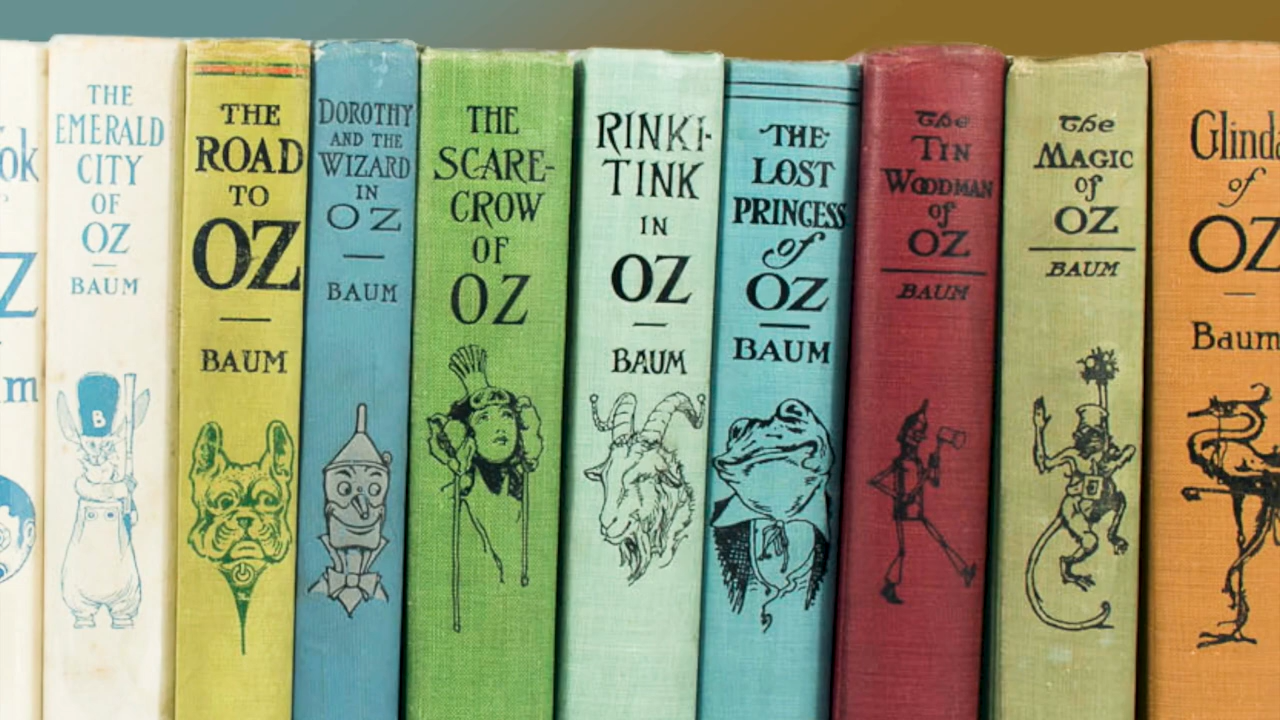 ok
Z
m
THE
EMERALD
CITY
OF
OZ
BAUM
B
THE
ROAD
TO
OZ
BAUM
DOROTHY
AND THE
WIZARD
IN
OZ
BAUM
THE
SCARE-
CROW
OF
OZ
RINKI-
TINK
IN
OZ
BAUM
THE
LOST
PRINCESS
of
OZ
BAUM
The
TIN
WOODMAN
of
OZ
BAUM
The
MAGIC
of
OZ
BAUM
Glinda
of
OZ
Baum